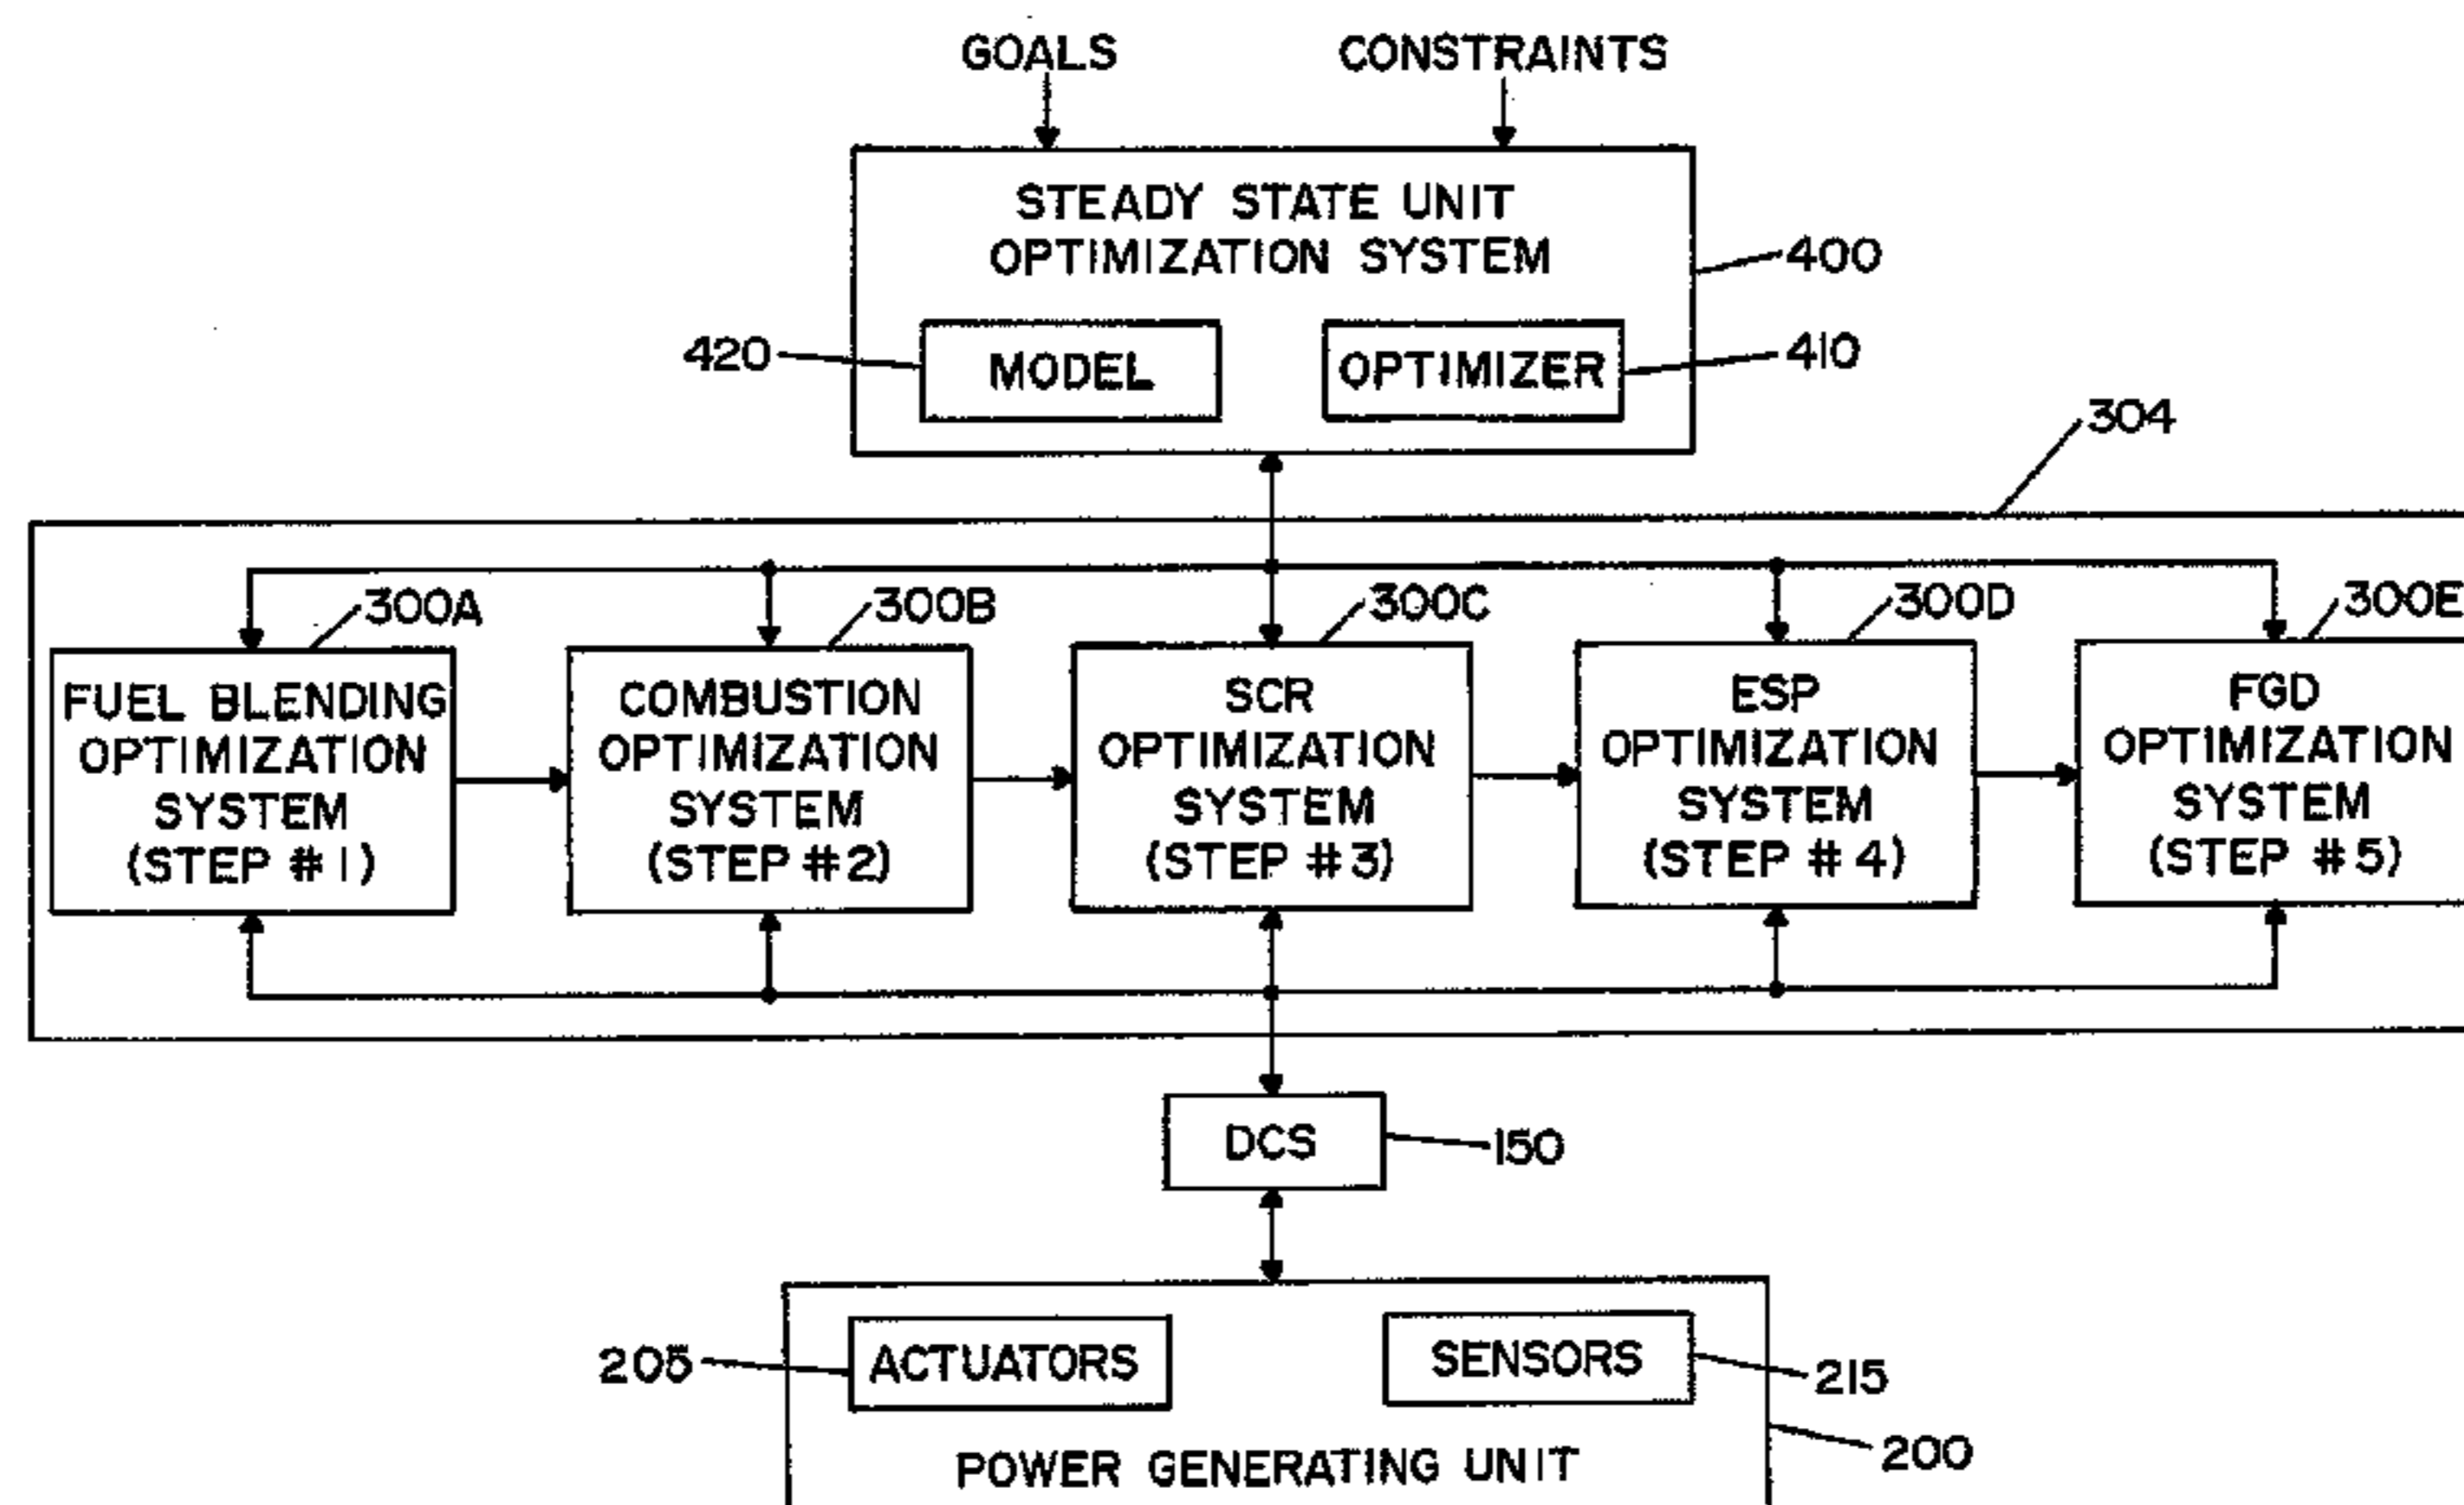 GOALS CONSTRAINTS
STEADY STATE UNIT
OPTIMIZATION SYSTEM
400
420 MODEL OPTIMIZER 410
304
300A 300B 300C 300D 300E
FUEL BLENDING
OPTIMIZATION
SYSTEM
(STEP #1)
COMBUSTION
OPTIMIZATION
SYSTEM
(STEP #2)
SCR
OPTIMIZATION
SYSTEM
(STEP #3)
ESP
OPTIMIZATION
SYSTEM
(STEP #4)
FGD
OPTIMIZATION
SYSTEM
(STEP #5)
DCS 150
205 ACTUATORS SENSORS 215
200
POWER GENERATING UNIT